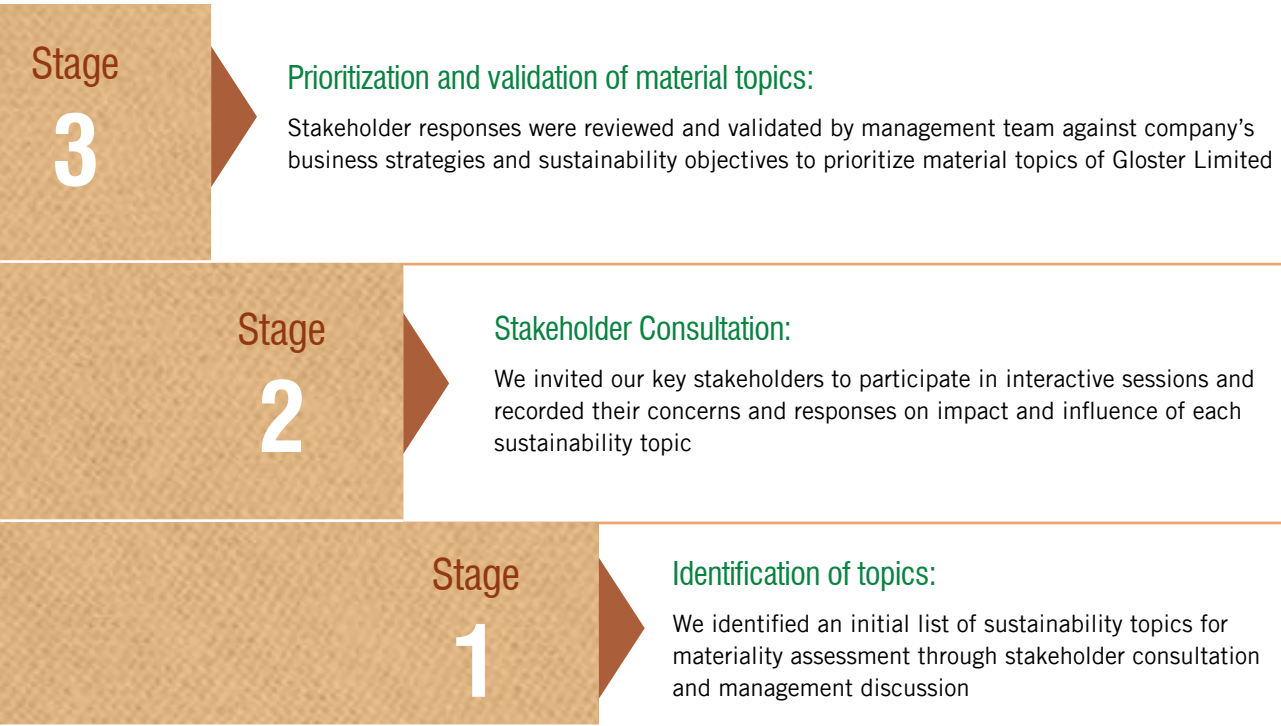 Stage
3
Prioritization and validation of material topics:
Stakeholder responses were reviewed and validated by management team against company's
business strategies and sustainability objectives to prioritize material topics of Gloster Limited
Stage
2
Stakeholder Consultation:
We invited our key stakeholders to participate in interactive sessions and
recorded their concerns and responses on impact and influence of each
sustainability topic
Stage
1
Identification of topics:
We identified an initial list of sustainability topics for
materiality assessment through stakeholder consultation
and management discussion